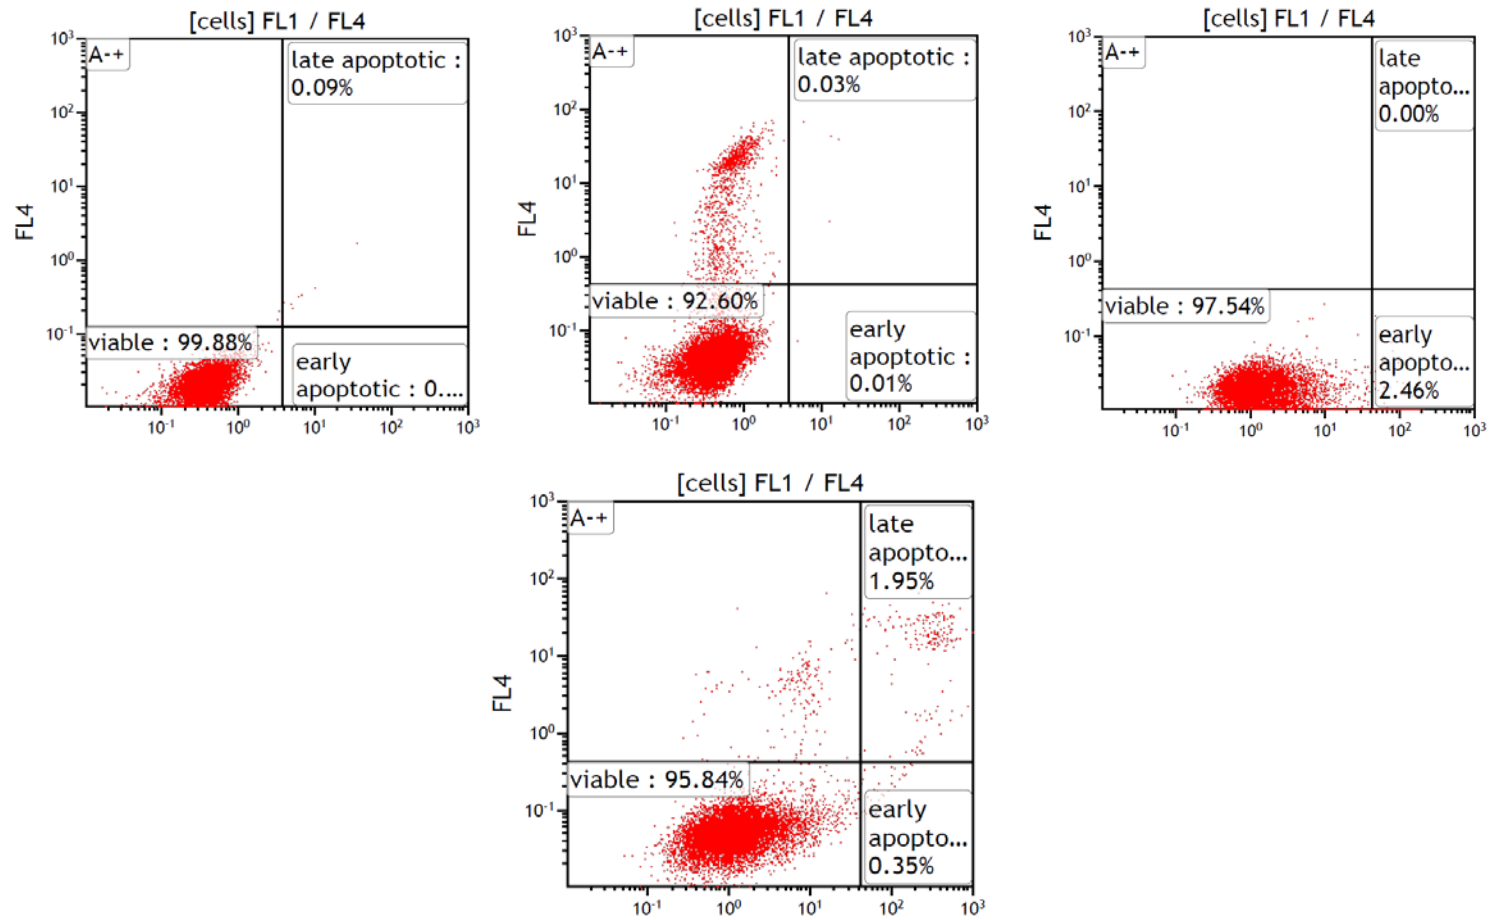 [cells] FL1 / FL4
10³
A-+
late apoptotic :
0.09%
10²
10¹
FL4
10⁰
10⁻¹
viable : 99.88%
early
apoptotic : 0....
10⁻¹ 10⁰ 10¹ 10² 10³
[cells] FL1 / FL4
10³
A-+
late apoptotic :
0.03%
10²
10¹
FL4
10⁰
viable : 92.60%
10⁻¹
early
apoptotic :
0.01%
10⁻¹ 10⁰ 10¹ 10² 10³
[cells] FL1 / FL4
10³
A-+
late
apopto...
0.00%
10²
10¹
FL4
10⁰
viable : 97.54%
10⁻¹
early
apopto...
2.46%
10⁻¹ 10⁰ 10¹ 10² 10³
[cells] FL1 / FL4
10³
A-+
late
apopto...
1.95%
10²
10¹
FL4
10⁰
viable : 95.84%
10⁻¹
early
apopto...
0.35%
10⁻¹ 10⁰ 10¹ 10² 10³